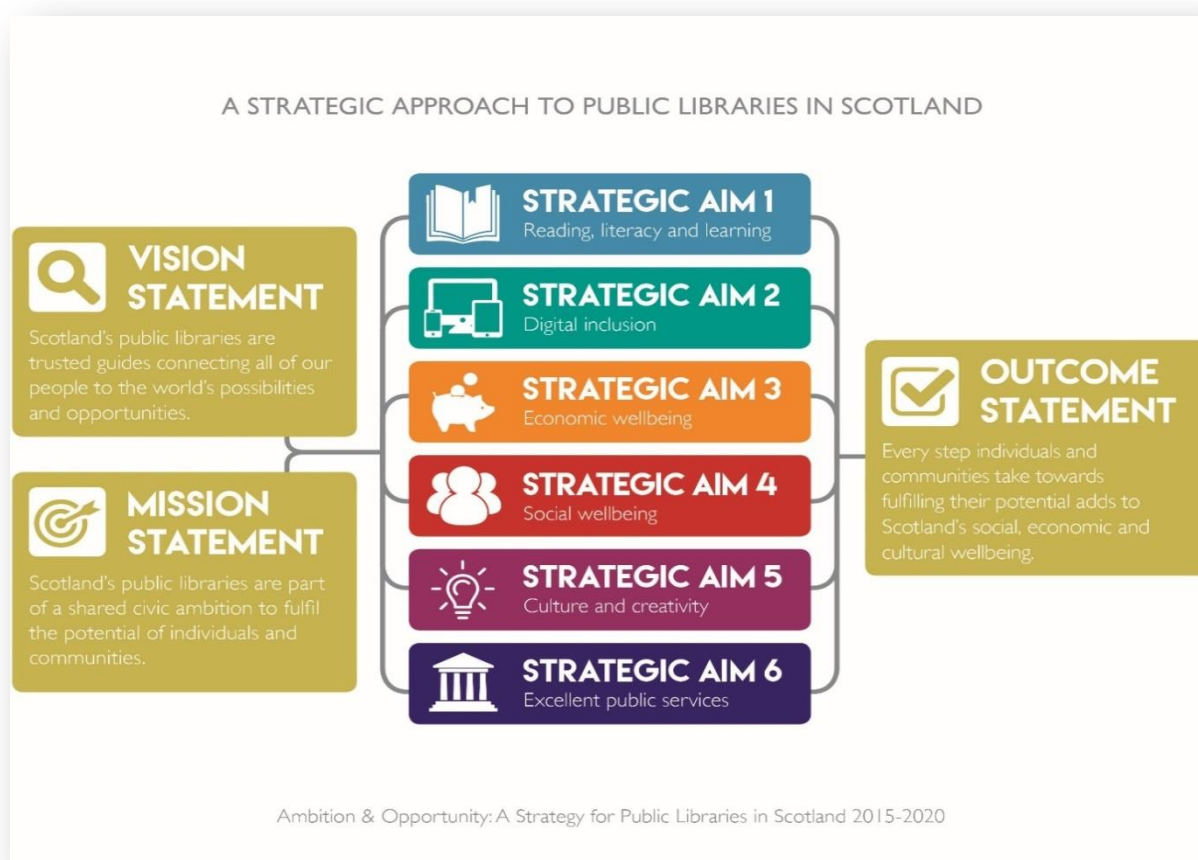 A STRATEGIC APPROACH TO PUBLIC LIBRARIES IN SCOTLAND
VISION
STATEMENT
Scotland's public libraries are
trusted guides connecting all of our
people to the world's possibilities
and opportunities.
MISSION
STATEMENT
Scotland's public libraries are part
of a shared civic ambition to fulfil
the potential of individuals and
communities.
STRATEGIC AIM 1
Reading, literacy and learning
STRATEGIC AIM 2
Digital inclusion
STRATEGIC AIM 3
Economic wellbeing
STRATEGIC AIM 4
Social wellbeing
STRATEGIC AIM 5
Culture and creativity
STRATEGIC AIM 6
Excellent public services
OUTCOME
STATEMENT
Every step individuals and
communities take towards
fulfilling their potential adds to
Scotland's social, economic and
cultural wellbeing.
Ambition & Opportunity: A Strategy for Public Libraries in Scotland 2015-2020